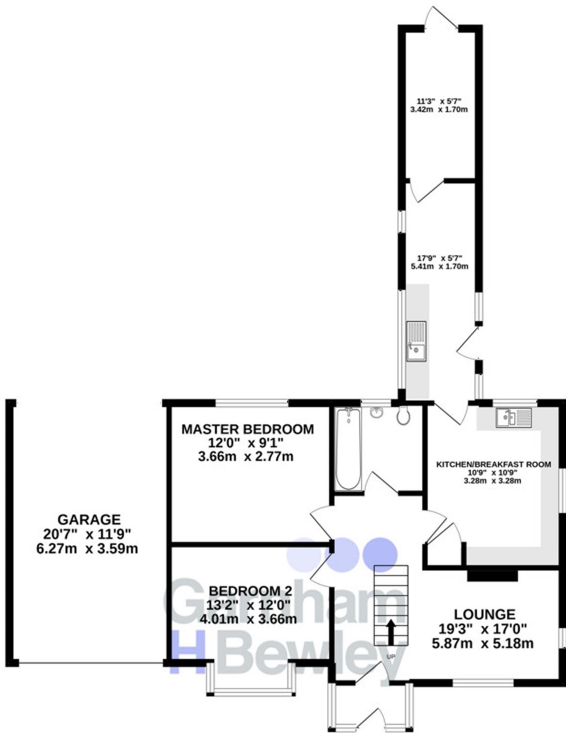 11'3" x 5'7"
3.42m x 1.70m
17'9" x 5'7"
5.41m x 1.70m
MASTER BEDROOM
12'0" x 9'1"
3.66m x 2.77m
KITCHEN/BREAKFAST ROOM
10'9" x 10'9"
3.28m x 3.28m
GARAGE
20'7" x 11'9"
6.27m x 3.59m
BEDROOM 2
13'2" x 12'0"
4.01m x 3.66m
LOUNGE
19'3" x 17'0"
5.87m x 5.18m
UP
Garnham
H Bewley